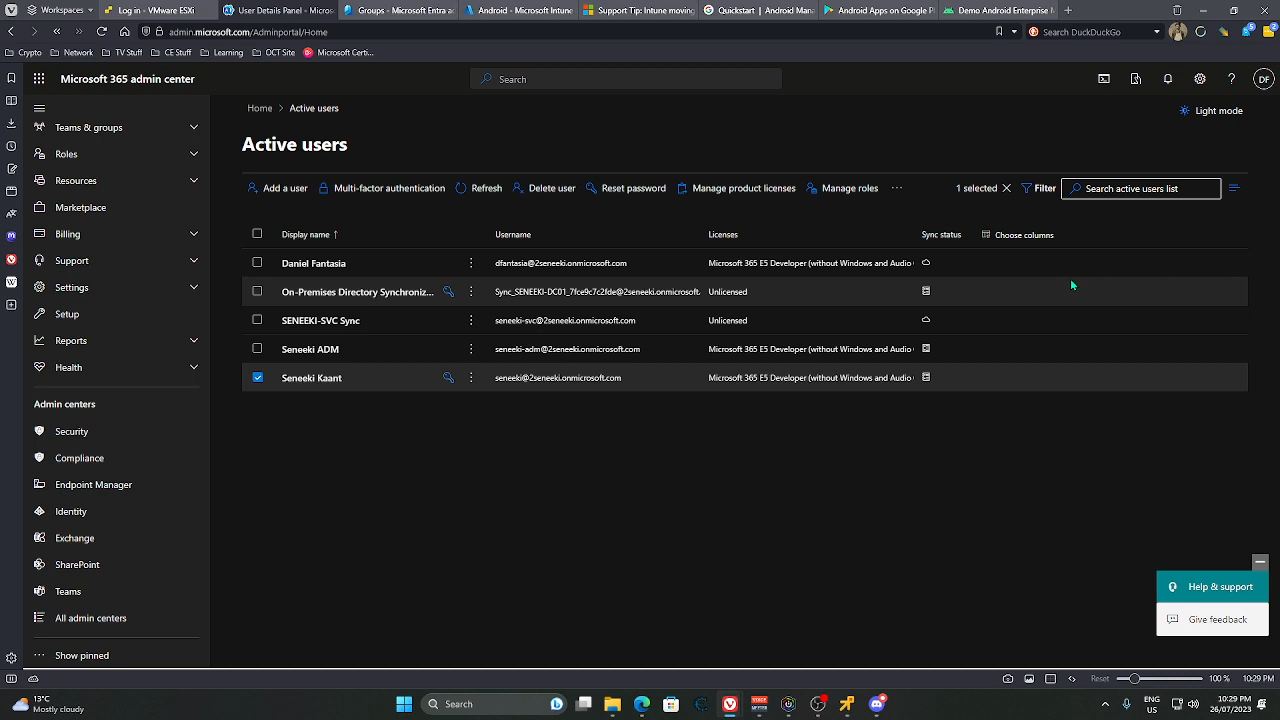 Workspaces
Log in - VMware ESXi
User Details Panel - Micros
Groups - Microsoft Entra a
Android - Microsoft Intune
Support Tip: Intune moving
Quickstart | Android Man
Android Apps on Google P
Demo Android Enterprise f
admin.microsoft.com/Adminportal/Home
Search DuckDuckGo
Crypto
Network
TV Stuff
CE Stuff
Learning
OCT Site
Microsoft Certi...
Microsoft 365 admin center
Search
Home > Active users
Light mode
Active users
Add a user
Multi-factor authentication
Refresh
Delete user
Reset password
Manage product licenses
Manage roles
1 selected
Filter
Search active users list
Display name ↑
Username
Licenses
Sync status
Choose columns
Daniel Fantasia
dfantasia@2seneeki.onmicrosoft.com
Microsoft 365 E5 Developer (without Windows and Audio
On-Premises Directory Synchroniz...
Sync_SENEEKI-DC01_7fce9c7c2fde@2seneeki.onmicrosoft.
Unlicensed
SENEEKI-SVC Sync
seneeki-svc@2seneeki.onmicrosoft.com
Unlicensed
Seneeki ADM
seneeki-adm@2seneeki.onmicrosoft.com
Microsoft 365 E5 Developer (without Windows and Audio
Seneeki Kaant
seneeki@2seneeki.onmicrosoft.com
Microsoft 365 E5 Developer (without Windows and Audio
Teams & groups
Roles
Resources
Marketplace
Billing
Support
Settings
Setup
Reports
Health
Admin centers
Security
Compliance
Endpoint Manager
Identity
Exchange
SharePoint
Teams
All admin centers
Show pinned
Help & support
Give feedback
Reset
100 %
10:29 PM
13°C
Mostly cloudy
Search
ENG
US
10:29 PM
26/07/2023
DF